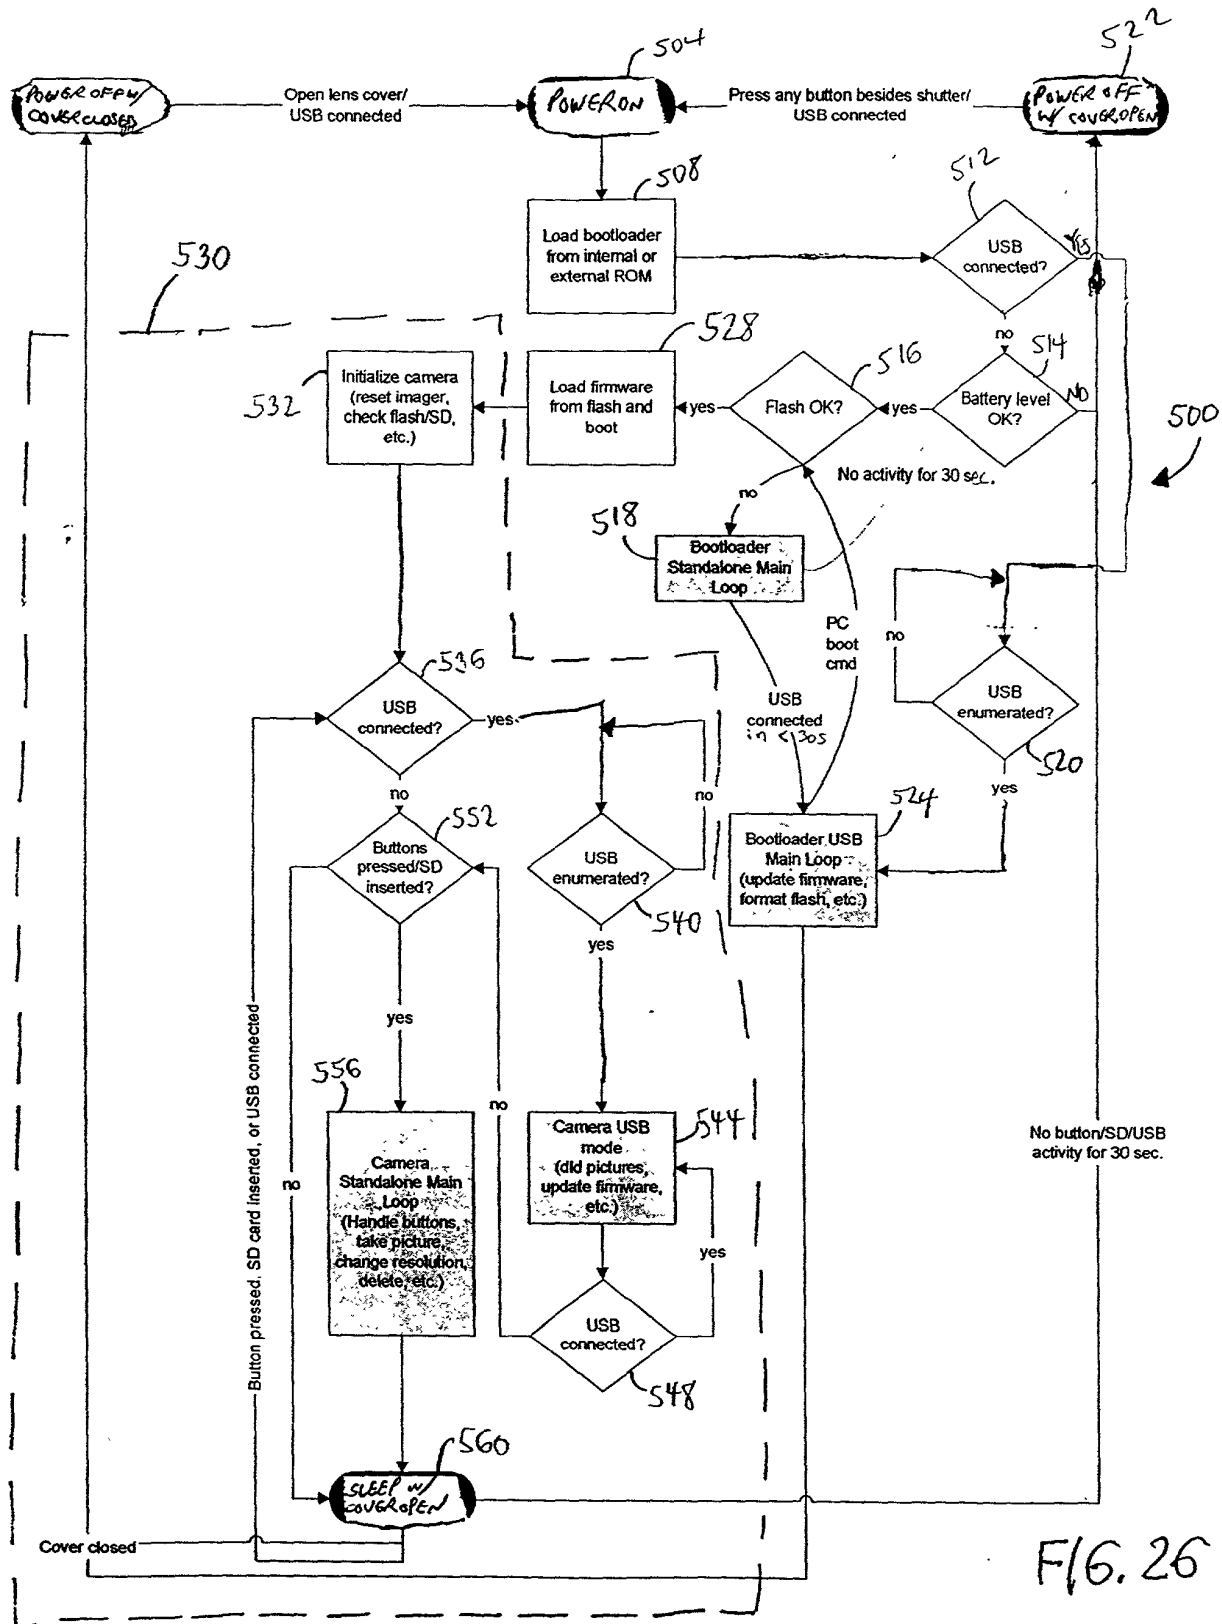 504
522
POWER OFF W/
COVER CLOSED
Open lens cover/
USB connected
POWER ON
Press any button besides shutter/
USB connected
POWER OFF
W/ COVER OPEN
508
512
530
Load bootloader
from internal or
external ROM
USB
connected?
YES
no
528
516
514
532
Initialize camera
(reset imager,
check flash/SD,
etc.)
Load firmware
from flash and
boot
yes
Flash OK?
yes
Battery level
OK?
NO
500
No activity for 30 sec.
no
518
Bootloader
Standalone Main
Loop
no
PC
boot
cmd
536
USB
connected?
yes
USB
connected
in < 30s
USB
enumerated?
520
no
no
yes
552
524
Buttons
pressed/SD
inserted?
USB
enumerated?
540
Bootloader USB
Main Loop
(update firmware,
format flash, etc.)
yes
yes
Button pressed, SD card inserted, or USB connected
556
no
544
Camera
Standalone Main
Loop
(Handle buttons,
take picture,
change resolution,
delete, etc.)
Camera USB
mode
(dld pictures,
update firmware,
etc.)
No button/SD/USB
activity for 30 sec.
no
yes
USB
connected?
548
560
SLEEP W/
COVER OPEN
Cover closed
FIG. 26